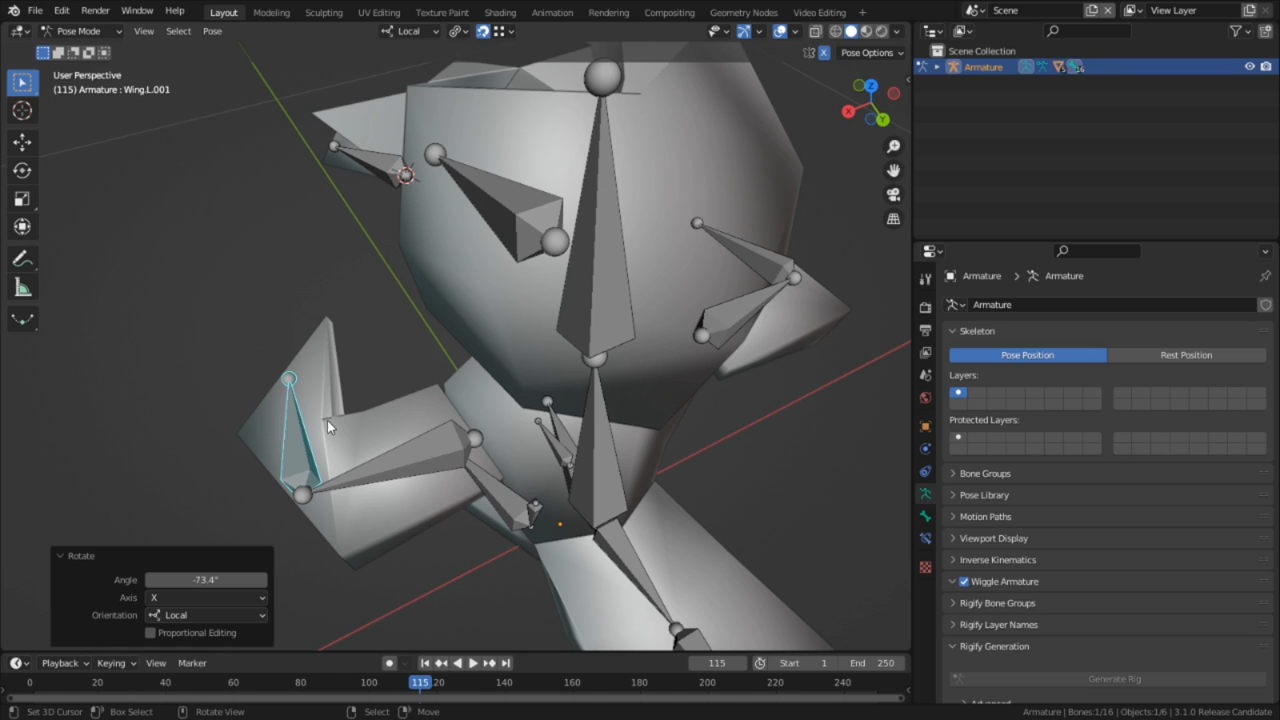 File Edit Render Window Help Layout Modeling Sculpting UV Editing Texture Paint Shading Animation Rendering Compositing Geometry Nodes Video Editing + Scene View Layer
Pose Mode View Select Pose Local Pose Options
User Perspective
(115) Armature : Wing.L.001
X Y Z
X
Scene Collection
Armature 5 16
Armature > Armature
Armature
Skeleton
Pose Position Rest Position
Layers:
Protected Layers:
Bone Groups
Pose Library
Motion Paths
Viewport Display
Inverse Kinematics
Wiggle Armature
Rigify Bone Groups
Rigify Layer Names
Rigify Generation
Generate Rig
Advanced
Rotate
Angle -73.4°
Axis X
Orientation Local
Proportional Editing
Playback Keying View Marker 115 Start 1 End 250
0 20 40 60 80 100 115 120 140 160 180 200 220 240
Set 3D Cursor Box Select Rotate View Select Move Armature | Bones:1/16 | Objects:1/6 | 3.1.0 Release Candidate